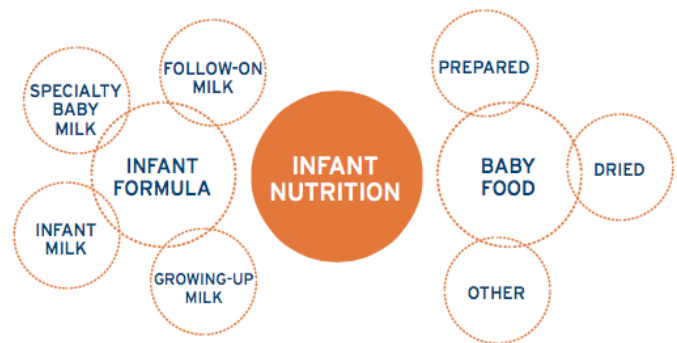 FOLLOW-ON
MILK
SPECIALTY
BABY
MILK
INFANT
FORMULA
INFANT
MILK
GROWING-UP
MILK
INFANT
NUTRITION
PREPARED
BABY
FOOD
DRIED
OTHER